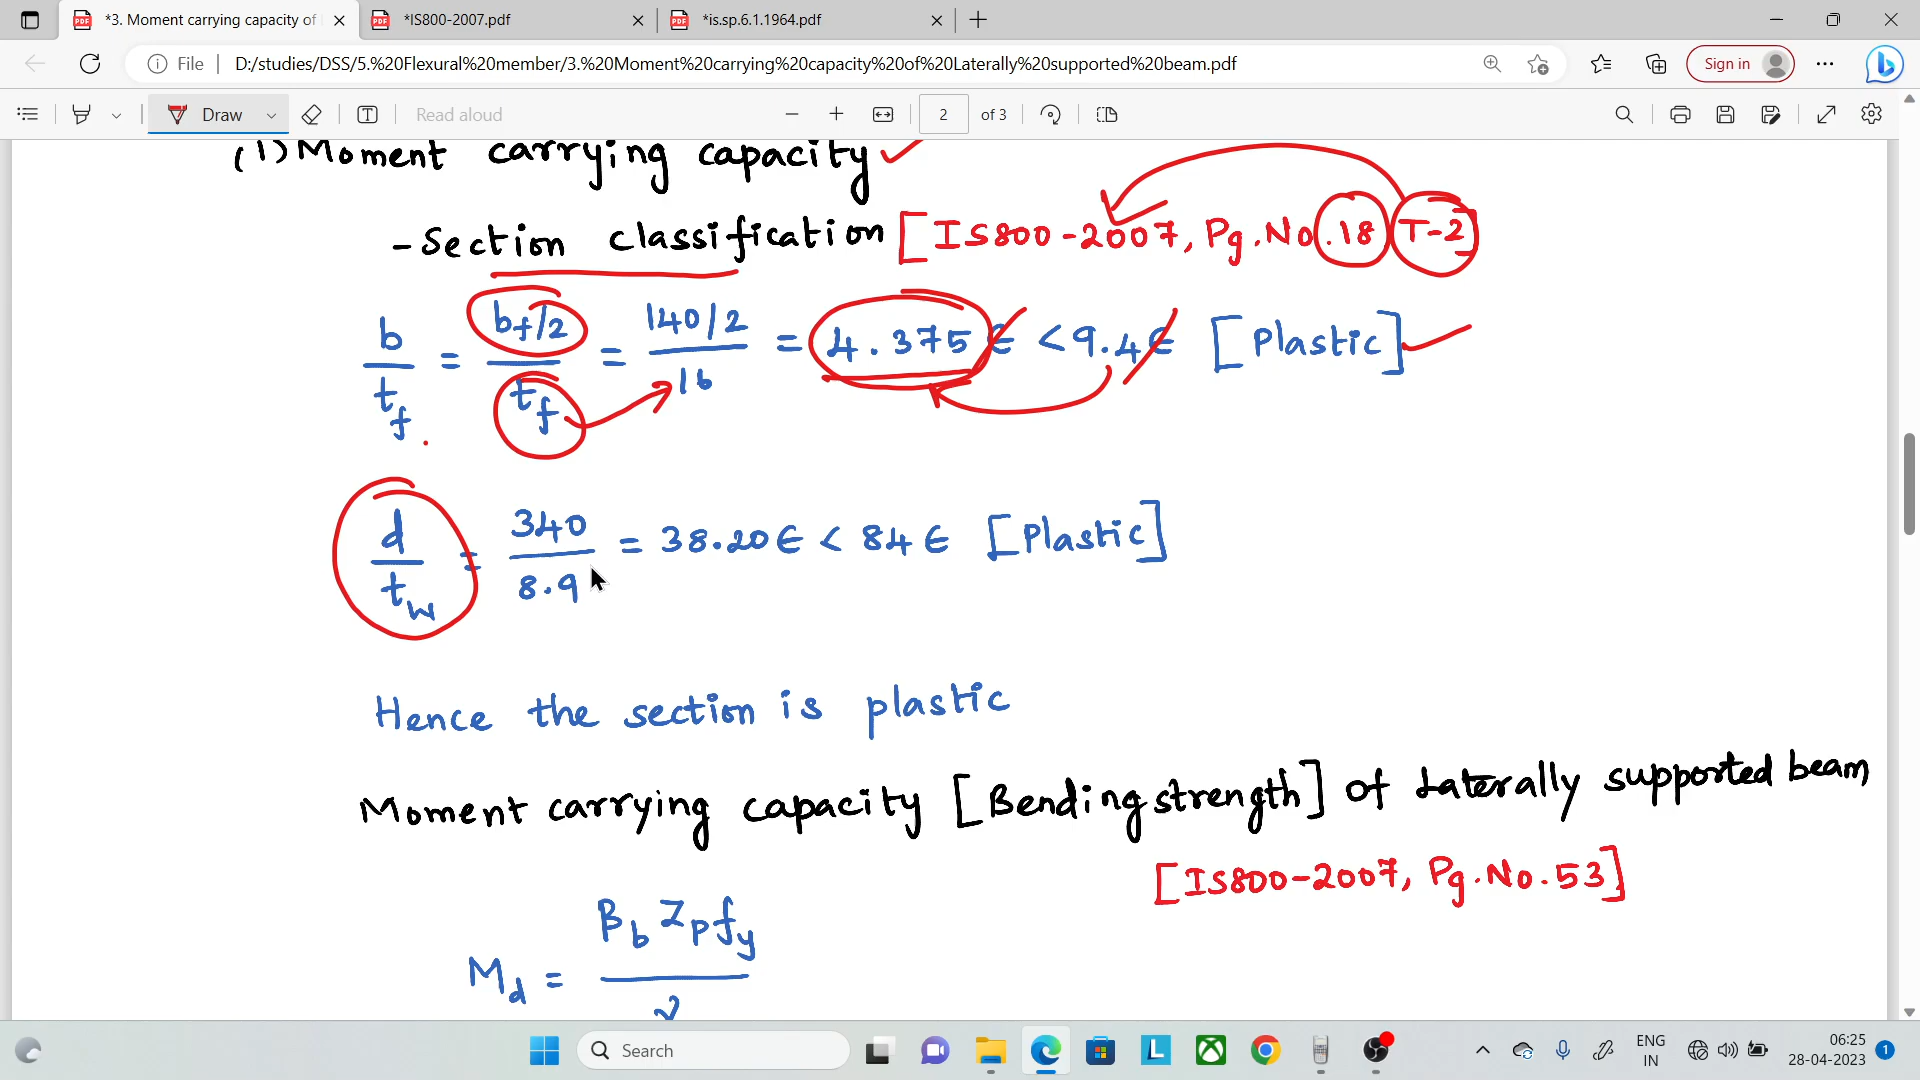 *3. Moment carrying capacity of
*IS800-2007.pdf
*is.sp.6.1.1964.pdf
File
D:/studies/DSS/5.%20Flexural%20member/3.%20Moment%20carrying%20capacity%20of%20Laterally%20supported%20beam.pdf
Sign in
Draw
Read aloud
2 of 3
(1) Moment carrying capacity
- Section classification [IS800-2007, Pg.No.18 T-2]
b/tf = (bf/2)/tf = (140/2)/16 = 4.375ϵ < 9.4ϵ [Plastic]
d/tw = 340/8.9 = 38.20ϵ < 84ϵ [Plastic]
Hence the section is plastic
Moment carrying capacity [Bending strength] of Laterally supported beam
[IS800-2007, Pg.No.53]
Md = βb Zp fy
Search
ENG
IN
06:25
28-04-2023
1